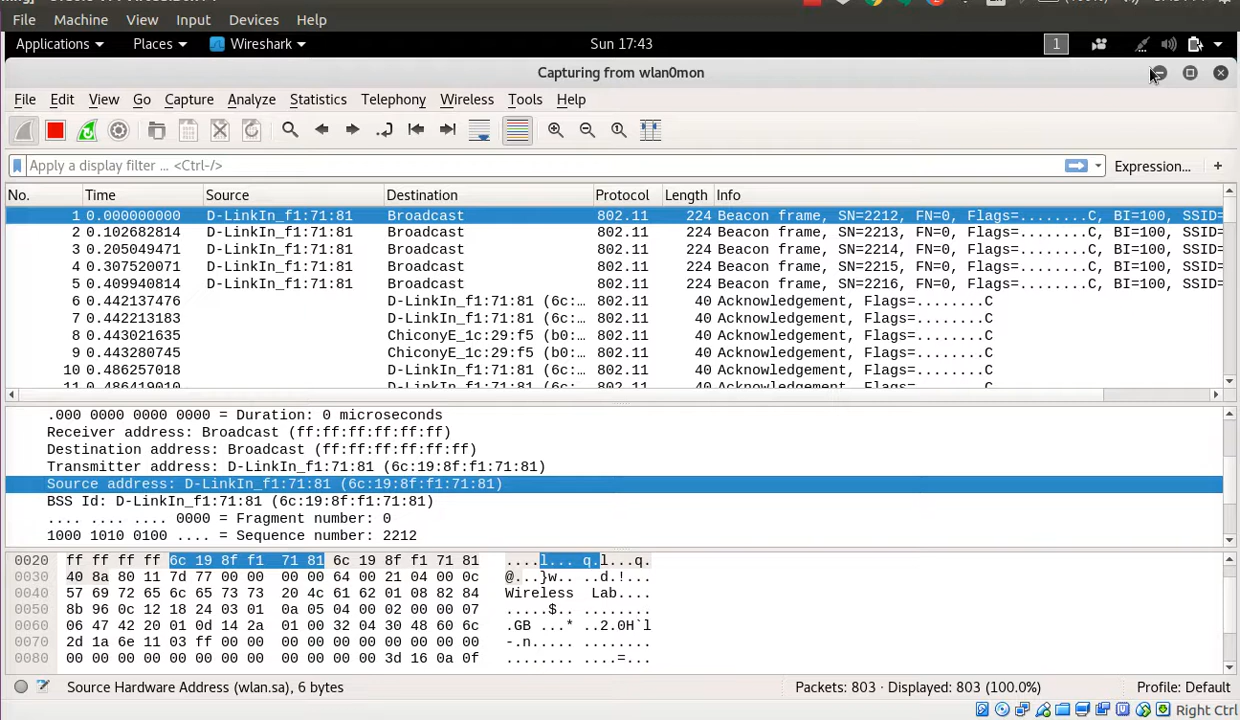 File Machine View Input Devices Help
Applications Places Wireshark Sun 17:43 1
Capturing from wlan0mon
File Edit View Go Capture Analyze Statistics Telephony Wireless Tools Help
Apply a display filter … <Ctrl-/> Expression… +
No. Time Source Destination Protocol Length Info
1 0.000000000 D-LinkIn_f1:71:81 Broadcast 802.11 224 Beacon frame, SN=2212, FN=0, Flags=........C, BI=100, SSID=
2 0.102682814 D-LinkIn_f1:71:81 Broadcast 802.11 224 Beacon frame, SN=2213, FN=0, Flags=........C, BI=100, SSID=
3 0.205049471 D-LinkIn_f1:71:81 Broadcast 802.11 224 Beacon frame, SN=2214, FN=0, Flags=........C, BI=100, SSID=
4 0.307520071 D-LinkIn_f1:71:81 Broadcast 802.11 224 Beacon frame, SN=2215, FN=0, Flags=........C, BI=100, SSID=
5 0.409940814 D-LinkIn_f1:71:81 Broadcast 802.11 224 Beacon frame, SN=2216, FN=0, Flags=........C, BI=100, SSID=
6 0.442137476 D-LinkIn_f1:71:81 (6c:… 802.11 40 Acknowledgement, Flags=........C
7 0.442213183 D-LinkIn_f1:71:81 (6c:… 802.11 40 Acknowledgement, Flags=........C
8 0.443021635 ChiconyE_1c:29:f5 (b0:… 802.11 40 Acknowledgement, Flags=........C
9 0.443280745 ChiconyE_1c:29:f5 (b0:… 802.11 40 Acknowledgement, Flags=........C
10 0.486257018 D-LinkIn_f1:71:81 (6c:… 802.11 40 Acknowledgement, Flags=........C
11 0.486419010 D-LinkIn_f1:71:81 (6c: 802.11 40 Acknowledgement, Flags=........C
.000 0000 0000 0000 = Duration: 0 microseconds
Receiver address: Broadcast (ff:ff:ff:ff:ff:ff)
Destination address: Broadcast (ff:ff:ff:ff:ff:ff)
Transmitter address: D-LinkIn_f1:71:81 (6c:19:8f:f1:71:81)
Source address: D-LinkIn_f1:71:81 (6c:19:8f:f1:71:81)
BSS Id: D-LinkIn_f1:71:81 (6c:19:8f:f1:71:81)
.... .... .... 0000 = Fragment number: 0
1000 1010 0100 .... = Sequence number: 2212
0020 ff ff ff ff 6c 19 8f f1 71 81 6c 19 8f f1 71 81 ....l... q.l...q.
0030 40 8a 80 11 7d 77 00 00 00 00 64 00 21 04 00 0c @...}w.. ..d.!...
0040 57 69 72 65 6c 65 73 73 20 4c 61 62 01 08 82 84 Wireless Lab....
0050 8b 96 0c 12 18 24 03 01 0a 05 04 00 02 00 00 07 .....$.. ........
0060 06 47 42 20 01 0d 14 2a 01 00 32 04 30 48 60 6c .GB ...* ..2.0H`l
0070 2d 1a 6e 11 03 ff 00 00 00 00 00 00 00 00 00 00 -.n..... ........
0080 00 00 00 00 00 00 00 00 00 00 00 00 3d 16 0a 0f ........ ....=...
Source Hardware Address (wlan.sa), 6 bytes Packets: 803 · Displayed: 803 (100.0%) Profile: Default
Right Ctrl